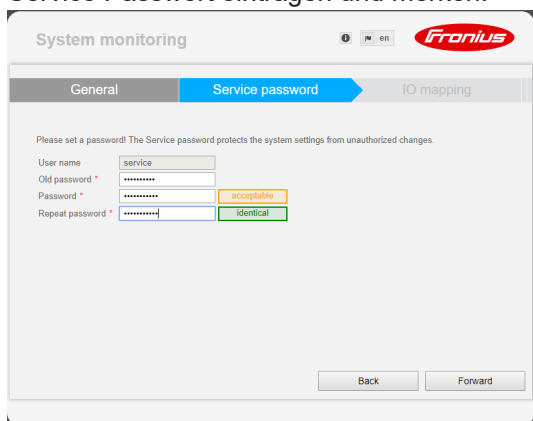 Service Passwort eintragen und merken.
System monitoring
en
Fronius
General
Service password
IO mapping
Please set a password! The Service password protects the system settings from unauthorized changes.
User name service
Old password * ••••••••••
Password * ••••••••••• acceptable
Repeat password * ••••••••••• identical
Back
Forward